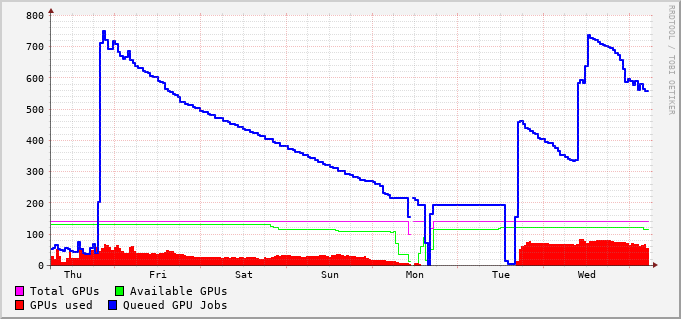 800
700
600
500
400
300
200
100
0
Thu Fri Sat Sun Mon Tue Wed
Total GPUs Available GPUs
GPUs used Queued GPU Jobs
RRDTOOL / TOBI OETIKER